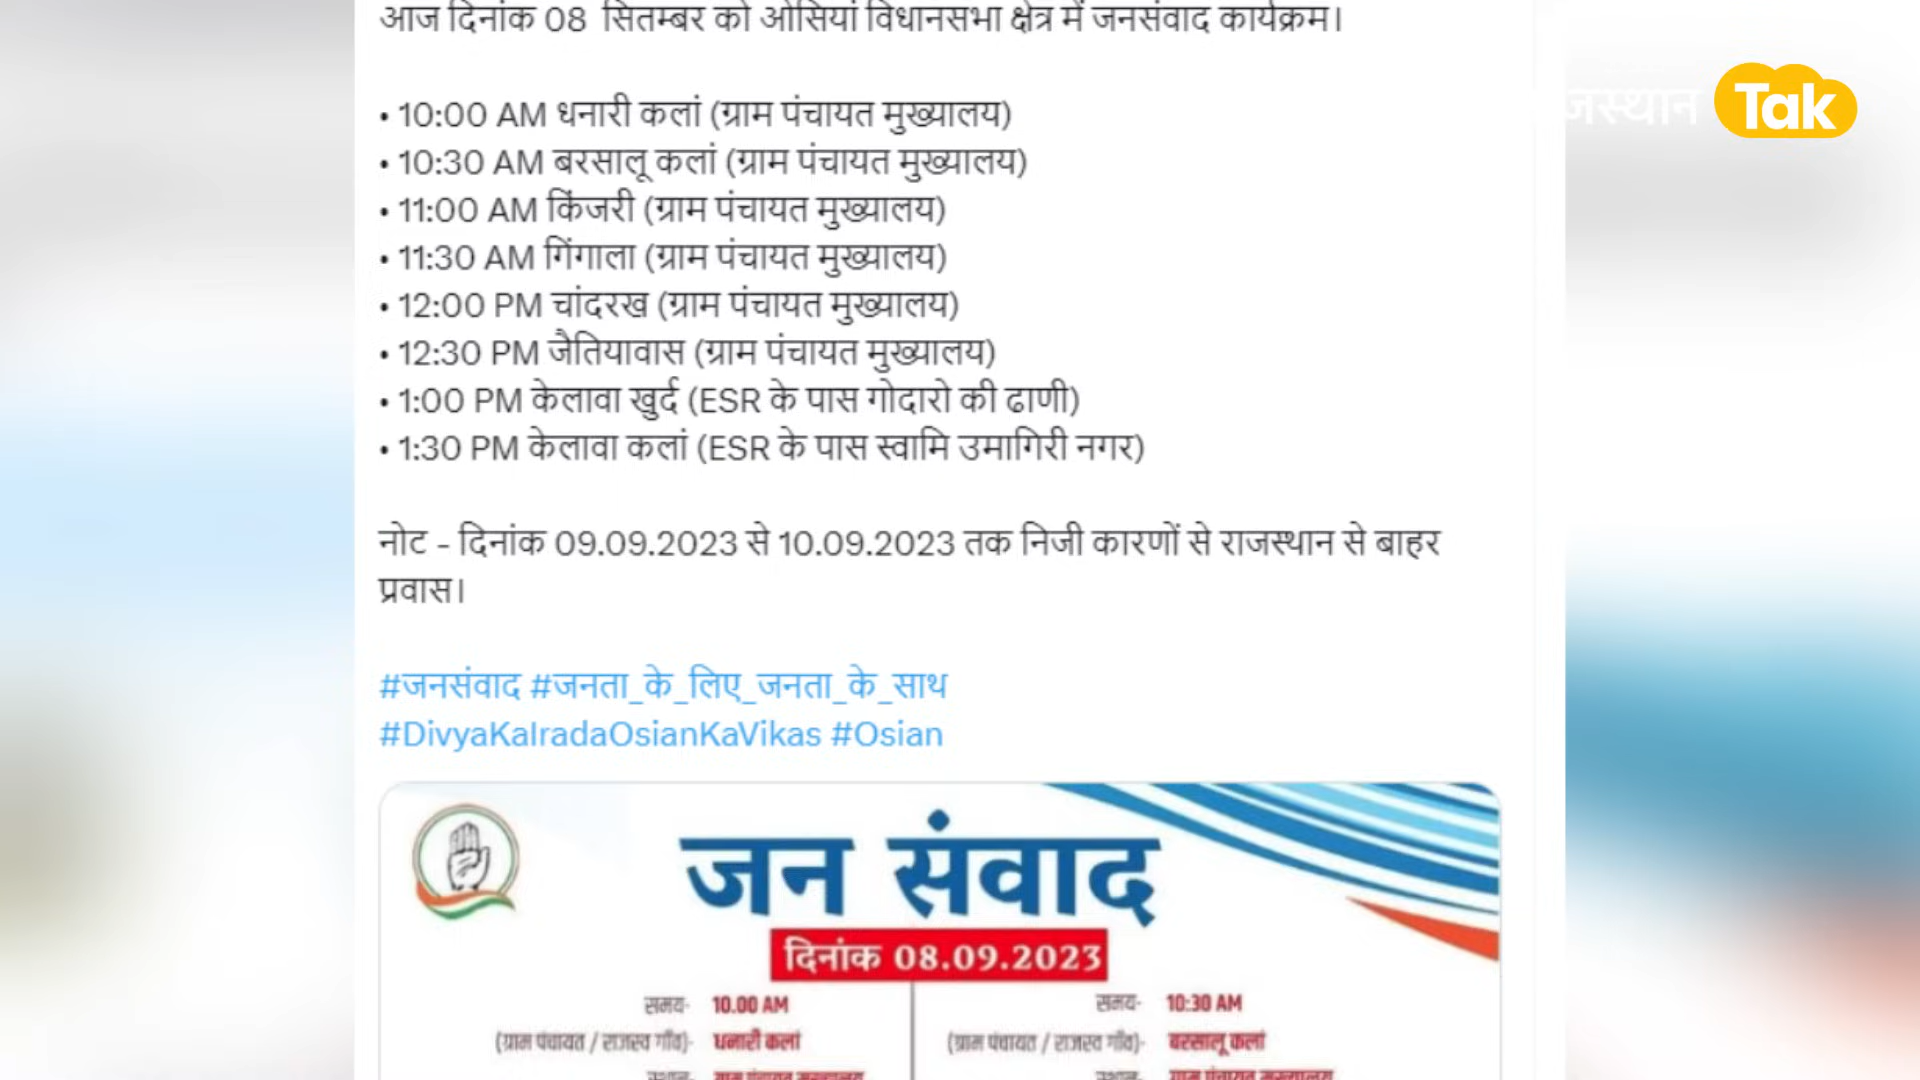 आज दिनांक 08 सितम्बर को ओसियां विधानसभा क्षेत्र में जनसंवाद कार्यक्रम।
• 10:00 AM धनारी कलां (ग्राम पंचायत मुख्यालय)
• 10:30 AM बरसालू कलां (ग्राम पंचायत मुख्यालय)
• 11:00 AM किंजरी (ग्राम पंचायत मुख्यालय)
• 11:30 AM गिंगाला (ग्राम पंचायत मुख्यालय)
• 12:00 PM चांदरख (ग्राम पंचायत मुख्यालय)
• 12:30 PM जैतियावास (ग्राम पंचायत मुख्यालय)
• 1:00 PM केलावा खुर्द (ESR के पास गोदारो की ढाणी)
• 1:30 PM केलावा कलां (ESR के पास स्वामि उमागिरी नगर)
नोट - दिनांक 09.09.2023 से 10.09.2023 तक निजी कारणों से राजस्थान से बाहर
प्रवास।
#जनसंवाद #जनता_के_लिए_जनता_के_साथ
#DivyaKaIradaOsianKaVikas #Osian
जन संवाद
दिनांक 08.09.2023
समय- 10.00 AM
(ग्राम पंचायत / राजस्व गाँव)- धनारी कलां
समय- 10:30 AM
(ग्राम पंचायत / राजस्व गाँव)- बरसालू कलां
जस्थान Tak